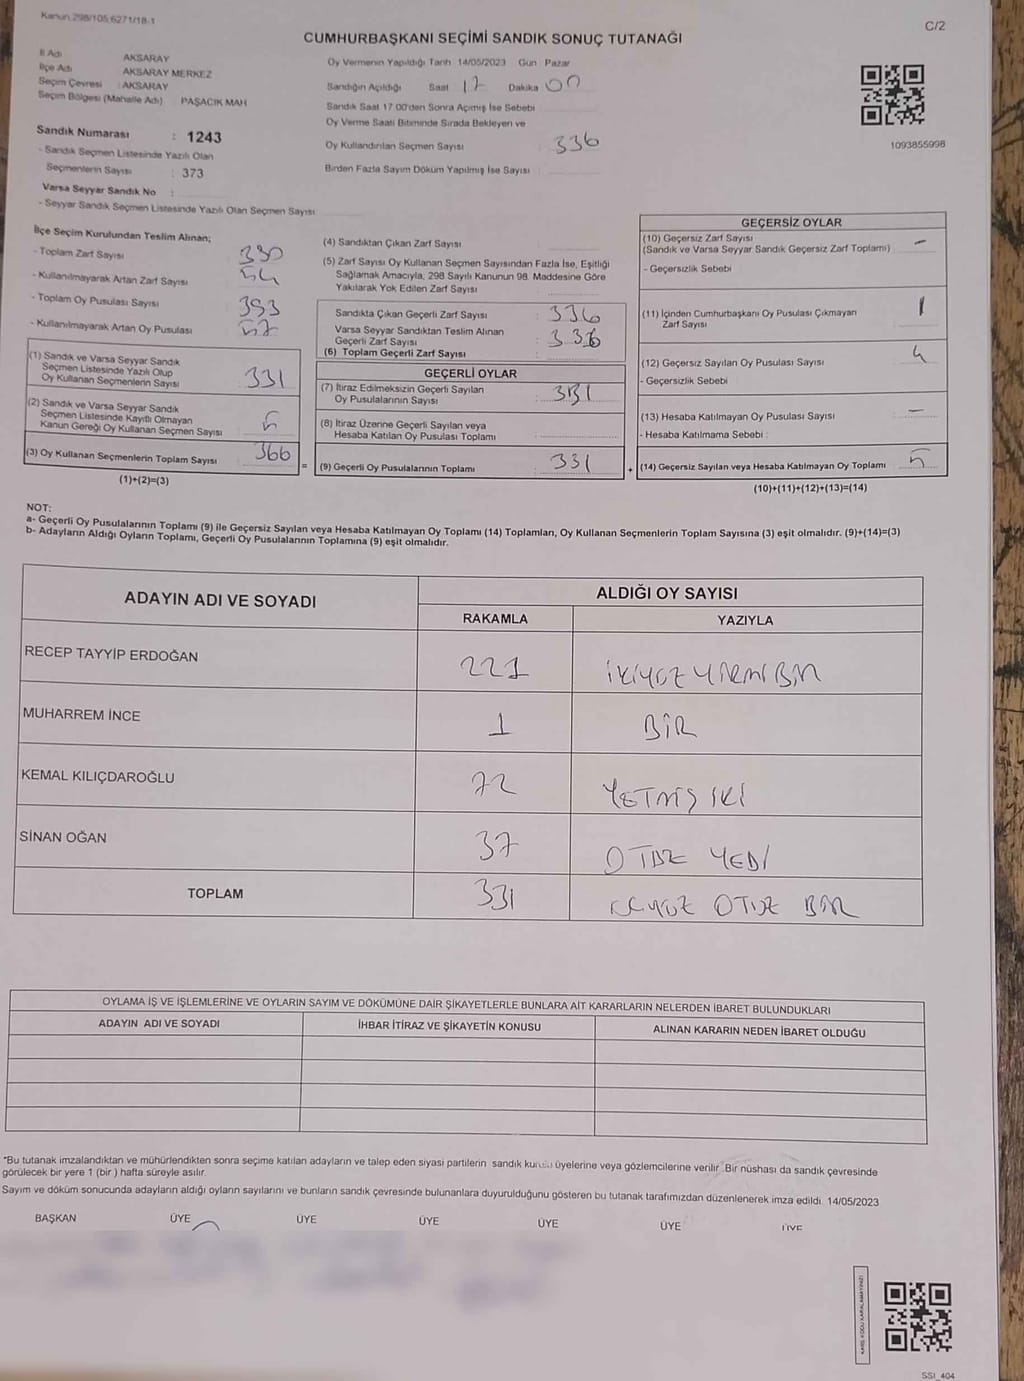 Kanun:298/105;6271/18-1
C/2
CUMHURBAŞKANI SEÇİMİ SANDIK SONUÇ TUTANAĞI
İl Adı AKSARAY
İlçe Adı AKSARAY MERKEZ
Seçim Çevresi : AKSARAY
Seçim Bölgesi (Mahalle Adı) PAŞACIK MAH
Sandık Numarası : 1243
- Sandık Seçmen Listesinde Yazılı Olan
Seçmenlerin Sayısı : 373
Varsa Seyyar Sandık No :
- Seyyar Sandık Seçmen Listesinde Yazılı Olan Seçmen Sayısı:
Oy Vermenin Yapıldığı Tarih 14/05/2023 Gün : Pazar
Sandığın Açıldığı Saat 17 Dakika 00
Sandık Saat 17:00'den Sonra Açımış İse Sebebi
Oy Verme Saati Bitiminde Sırada Bekleyen ve
Oy Kullandırılan Seçmen Sayısı 336
Birden Fazla Sayım Döküm Yapılmış İse Sayısı :
1093855998
İlçe Seçim Kurulundan Teslim Alınan;
- Toplam Zarf Sayısı 390
- Kullanılmayarak Artan Zarf Sayısı 54
- Toplam Oy Pusulası Sayısı 393
- Kullanılmayarak Artan Oy Pusulası 57
(1) Sandık ve Varsa Seyyar Sandık
Seçmen Listesinde Yazılı Olup
Oy Kullanan Seçmenlerin Sayısı 331
(2) Sandık ve Varsa Seyyar Sandık
Seçmen Listesinde Kayıtlı Olmayan
Kanun Gereği Oy Kullanan Seçmen Sayısı 5
(3) Oy Kullanan Seçmenlerin Toplam Sayısı 366
(1)+(2)=(3)
(4) Sandıktan Çıkan Zarf Sayısı
(5) Zarf Sayısı Oy Kullanan Seçmen Sayısından Fazla İse, Eşitliği
Sağlamak Amacıyla, 298 Sayılı Kanunun 98. Maddesine Göre
Yakılarak Yok Edilen Zarf Sayısı
Sandıkta Çıkan Geçerli Zarf Sayısı : 336
Varsa Seyyar Sandıktan Teslim Alınan
Geçerli Zarf Sayısı : 336
(6) Toplam Geçerli Zarf Sayısı :
GEÇERLİ OYLAR
(7) İtiraz Edilmeksizin Geçerli Sayılan
Oy Pusulalarının Sayısı : 331
(8) İtiraz Üzerine Geçerli Sayılan veya
Hesaba Katılan Oy Pusulası Toplamı
= (9) Geçerli Oy Pusulalarının Toplamı : 331
GEÇERSİZ OYLAR
(10) Geçersiz Zarf Sayısı
(Sandık ve Varsa Seyyar Sandık Geçersiz Zarf Toplamı) : -
- Geçersizlik Sebebi
(11) İçinden Cumhurbaşkanı Oy Pusulası Çıkmayan
Zarf Sayısı 1
(12) Geçersiz Sayılan Oy Pusulası Sayısı 4
- Geçersizlik Sebebi
(13) Hesaba Katılmayan Oy Pusulası Sayısı -
- Hesaba Katılmama Sebebi :
+ (14) Geçersiz Sayılan veya Hesaba Katılmayan Oy Toplamı 5
(10)+(11)+(12)+(13)=(14)
NOT:
a- Geçerli Oy Pusulalarının Toplamı (9) ile Geçersiz Sayılan veya Hesaba Katılmayan Oy Toplamı (14) Toplamları, Oy Kullanan Seçmenlerin Toplam Sayısına (3) eşit olmalıdır. (9)+(14)=(3)
b- Adayların Aldığı Oyların Toplamı, Geçerli Oy Pusulalarının Toplamına (9) eşit olmalıdır.
ADAYIN ADI VE SOYADI
ALDIĞI OY SAYISI
RAKAMLA YAZIYLA
RECEP TAYYİP ERDOĞAN 221 İKİYÜZ YİRMİ BİR
MUHARREM İNCE 1 BİR
KEMAL KILIÇDAROĞLU 72 YETMİŞ İKİ
SİNAN OĞAN 37 OTUZ YEDİ
TOPLAM 331 ÜÇYÜZ OTUZ BİR
OYLAMA İŞ VE İŞLEMLERİNE VE OYLARIN SAYIM VE DÖKÜMÜNE DAİR ŞİKAYETLERLE BUNLARA AİT KARARLARIN NELERDEN İBARET BULUNDUKLARI
ADAYIN ADI VE SOYADI İHBAR İTİRAZ VE ŞİKAYETİN KONUSU ALINAN KARARIN NEDEN İBARET OLDUĞU
"Bu tutanak imzalandıktan ve mühürlendikten sonra seçime katılan adayların ve talep eden siyasi partilerin sandık kurulu üyelerine veya gözlemcilerine verilir. Bir nüshası da sandık çevresinde
görülecek bir yere 1 (bir ) hafta süreyle asılır.
Sayım ve döküm sonucunda adayların aldığı oyların sayılarını ve bunların sandık çevresinde bulunanlara duyurulduğunu gösteren bu tutanak tarafımızdan düzenlenerek imza edildi. 14/05/2023
BAŞKAN ÜYE ÜYE ÜYE ÜYE ÜYE ÜYE
KARE KODU KARALAMAYINIZ!
SSI_404